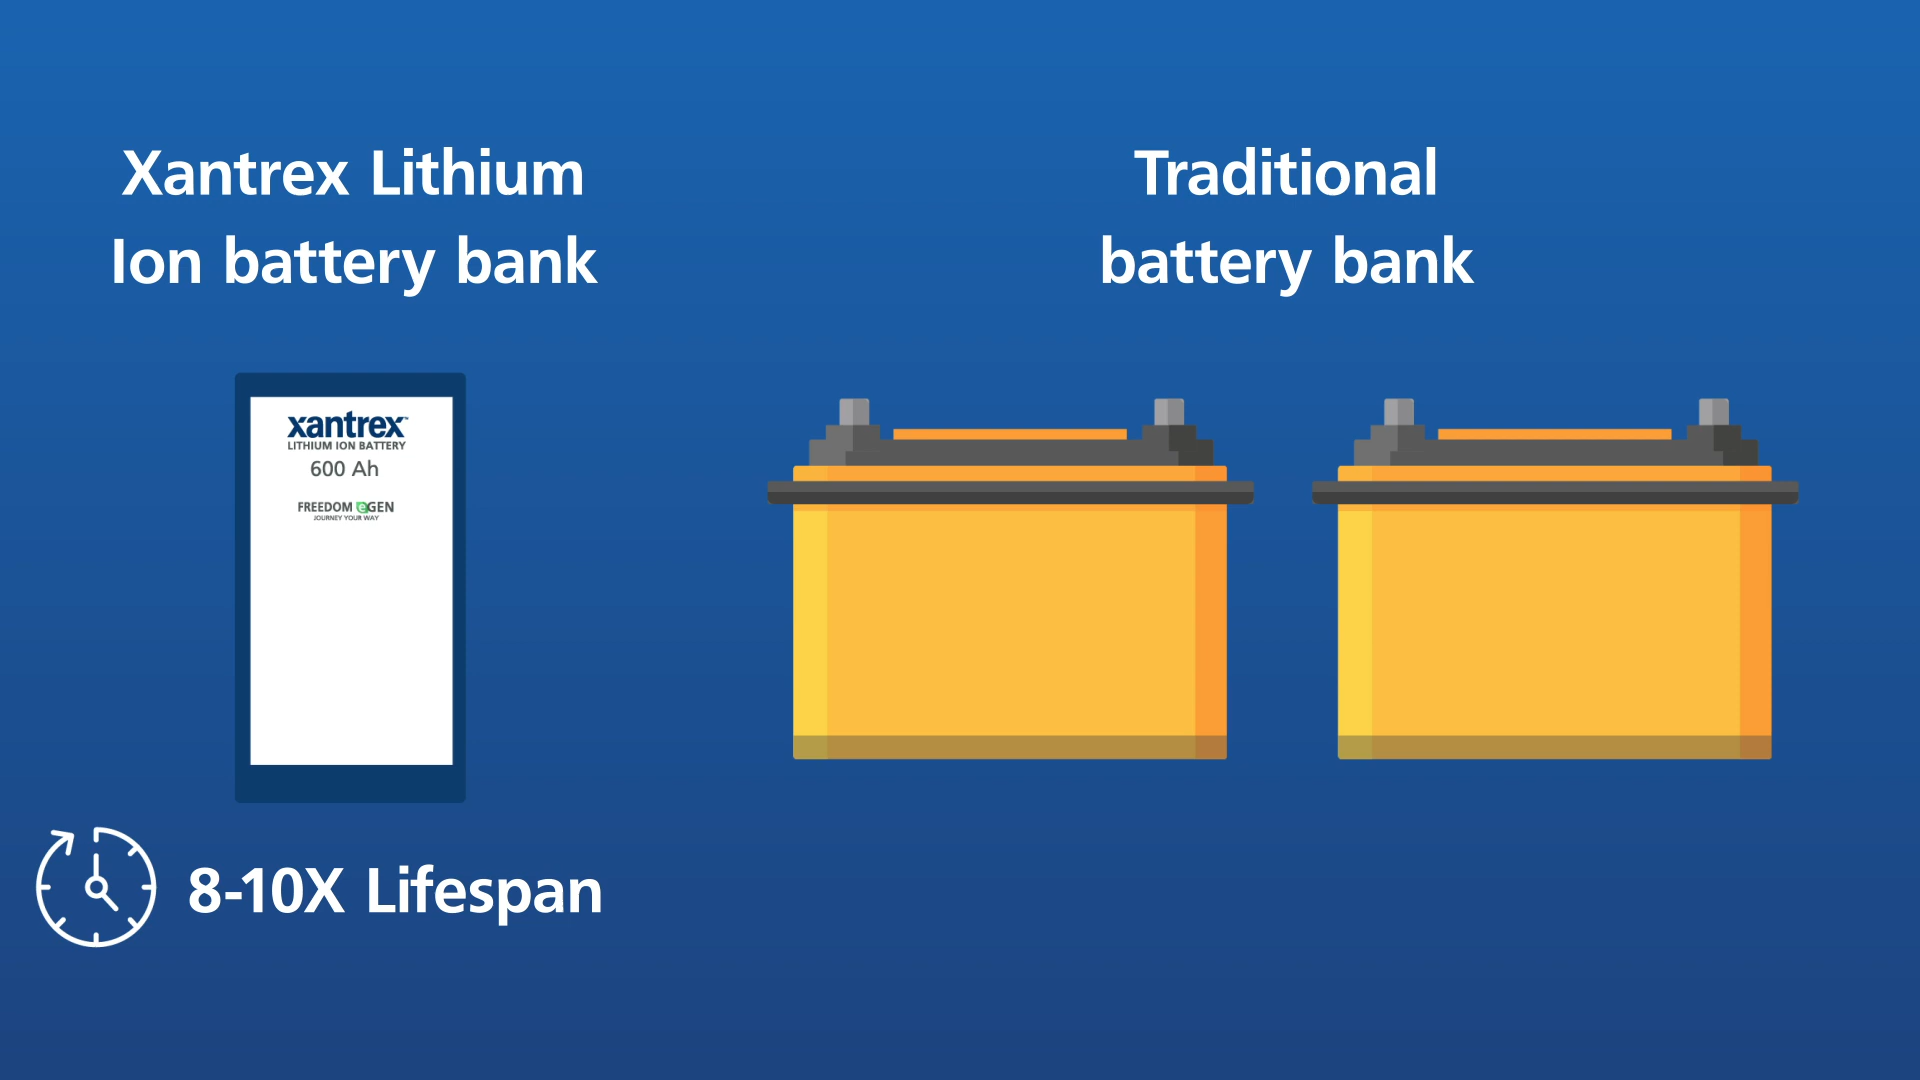 Xantrex Lithium
Ion battery bank
Traditional
battery bank
xantrex™
LITHIUM ION BATTERY
600 Ah
FREEDOM eGEN
JOURNEY YOUR WAY
8-10X Lifespan